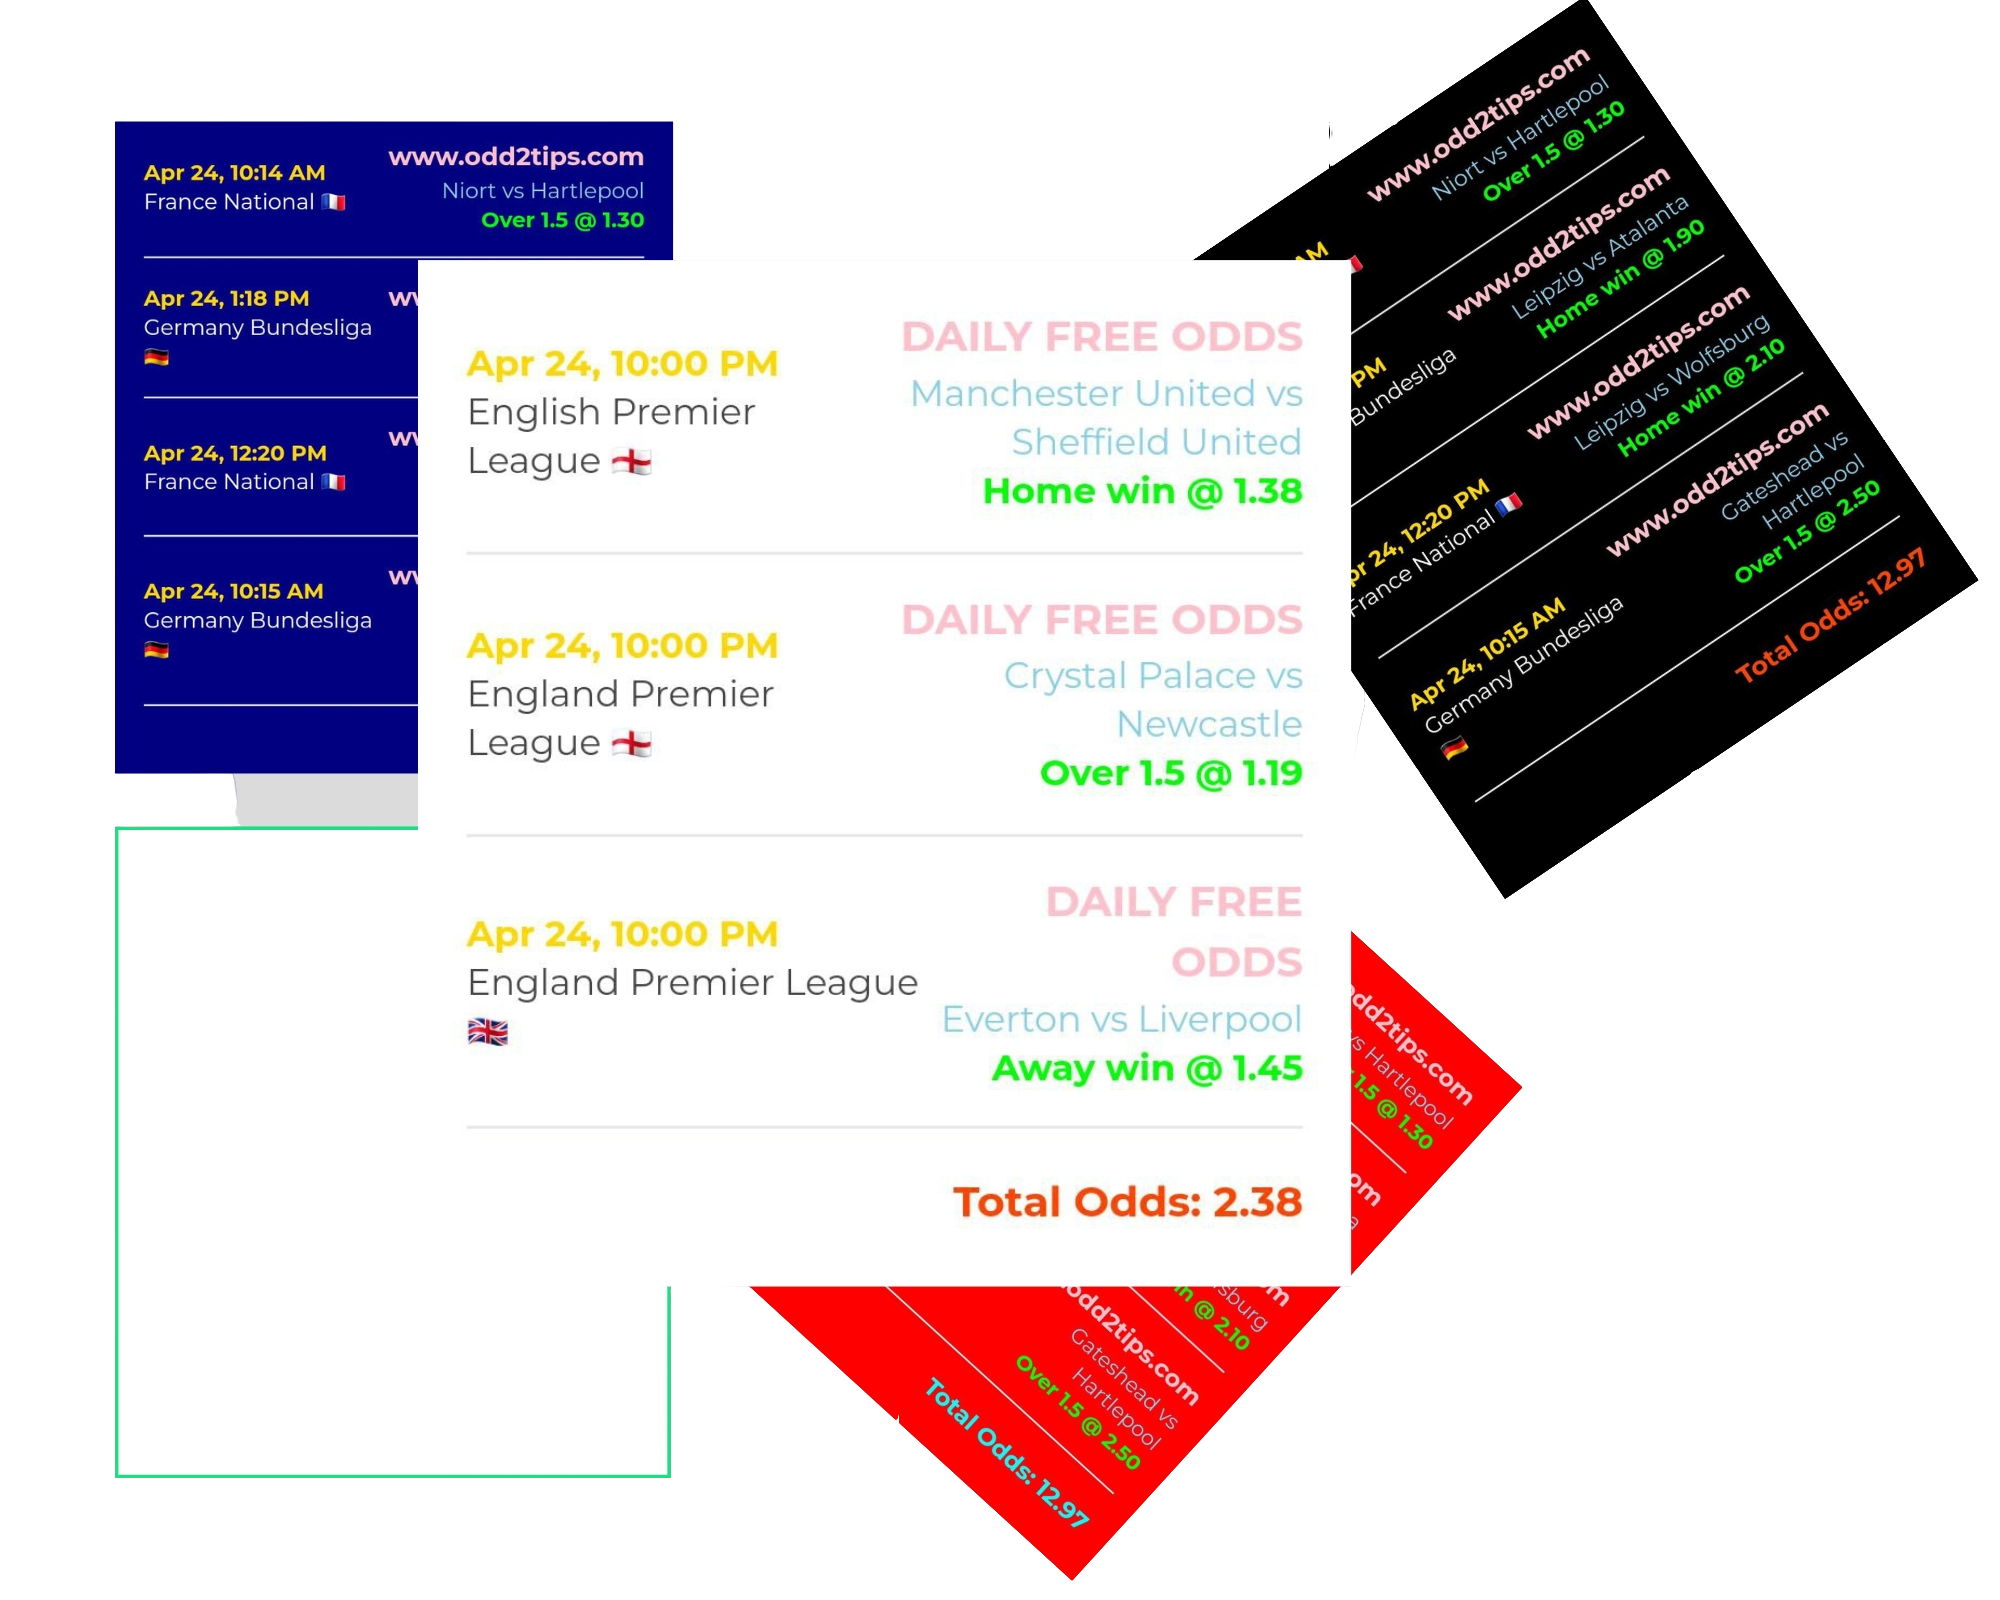 Apr 24, 10:14 AM
France National
www.odd2tips.com
Niort vs Hartlepool
Over 1.5 @ 1.30
Apr 24, 1:18 PM
Germany Bundesliga
Apr 24, 12:20 PM
France National
Apr 24, 10:15 AM
Germany Bundesliga
Apr 24, 10:00 PM
English Premier
League
DAILY FREE ODDS
Manchester United vs
Sheffield United
Home win @ 1.38
Apr 24, 10:00 PM
England Premier
League
DAILY FREE ODDS
Crystal Palace vs
Newcastle
Over 1.5 @ 1.19
Apr 24, 10:00 PM
England Premier League
DAILY FREE
ODDS
Everton vs Liverpool
Away win @ 1.45
Total Odds: 2.38
www.odd2tips.com
Niort vs Hartlepool
Over 1.5 @ 1.30
AM
www.odd2tips.com
Leipzig vs Atalanta
Home win @ 1.90
PM
Bundesliga
www.odd2tips.com
Leipzig vs Wolfsburg
Home win @ 2.10
24, 12:20 PM
France National
www.odd2tips.com
Gateshead vs
Hartlepool
Over 1.5 @ 2.50
Apr 24, 10:15 AM
Germany Bundesliga
Total Odds: 12.97
odd2tips.com
vs Hartlepool
1.5 @ 1.30
om
@ 2.10
odd2tips.com
Gateshead vs
Hartlepool
Over 1.5 @ 2.50
Total Odds: 12.97